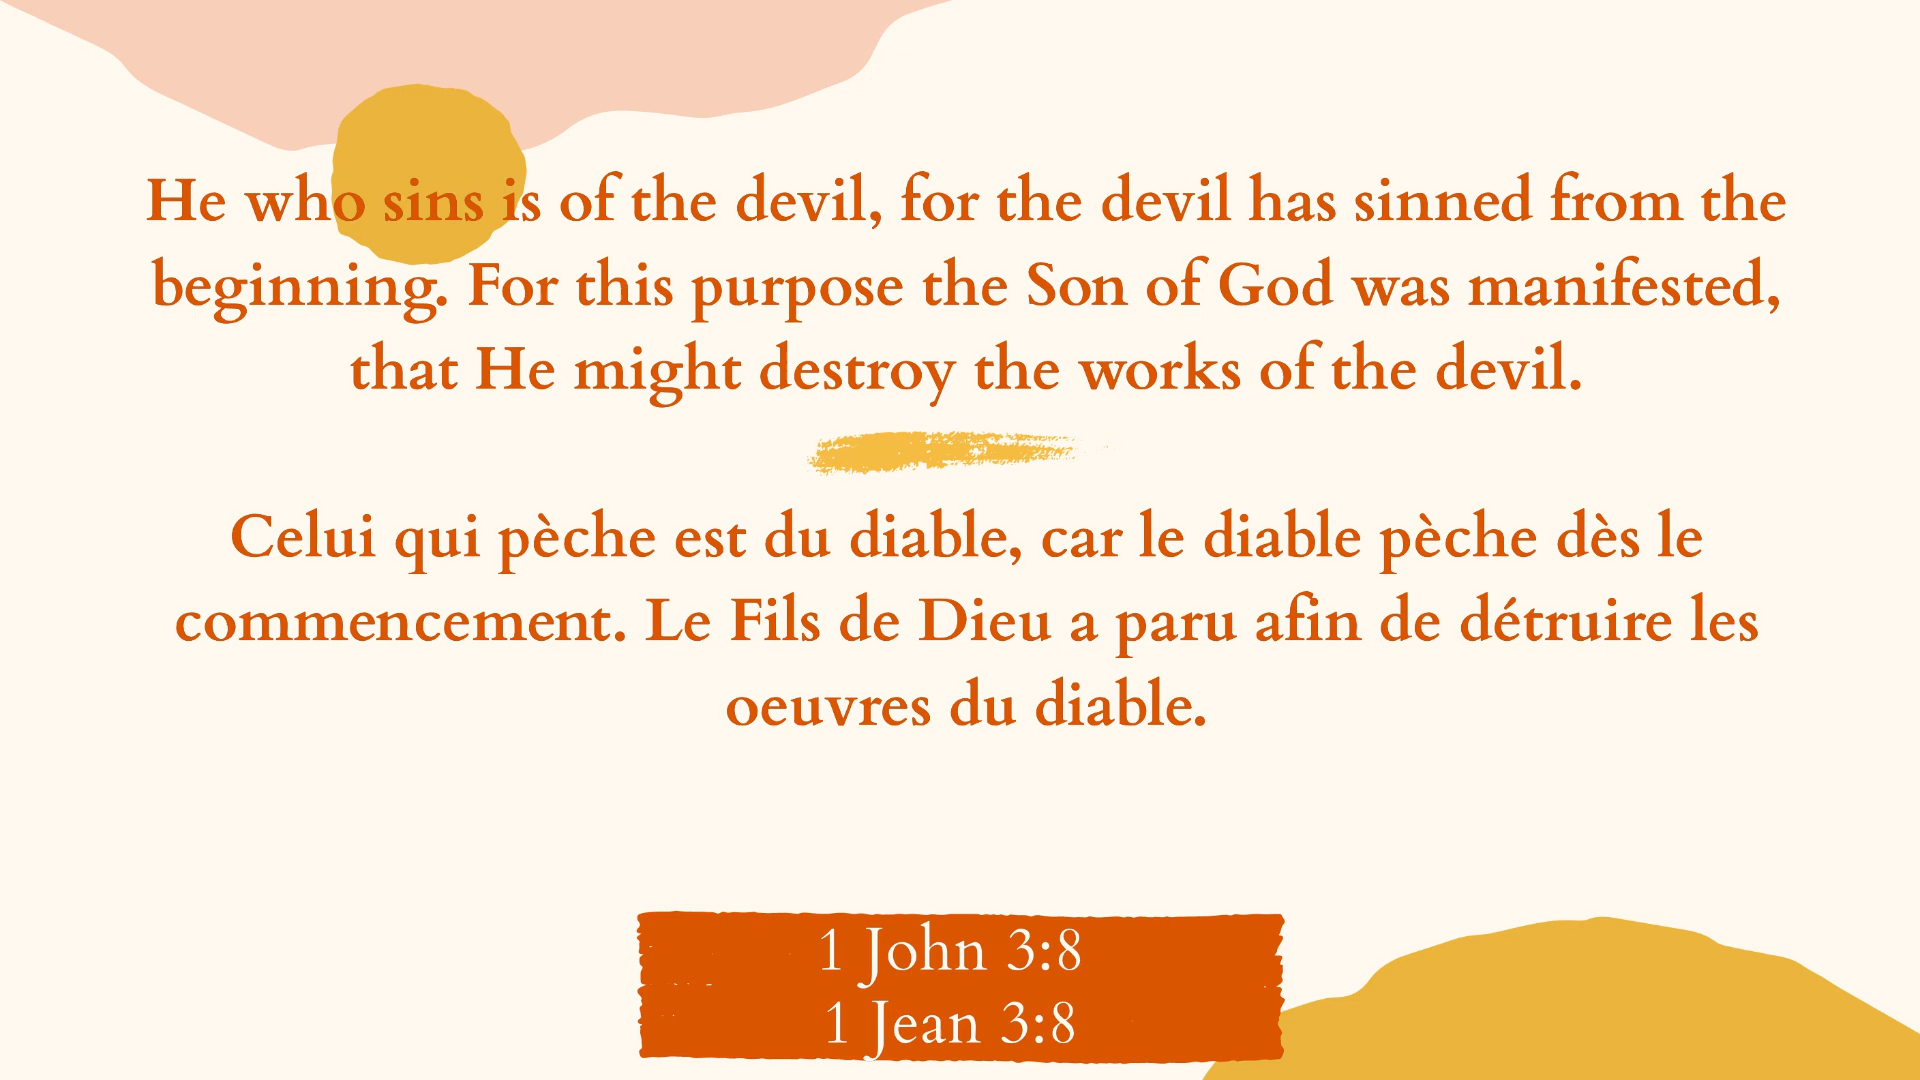 He who sins is of the devil, for the devil has sinned from the
beginning. For this purpose the Son of God was manifested,
that He might destroy the works of the devil.
Celui qui pèche est du diable, car le diable pèche dès le
commencement. Le Fils de Dieu a paru afin de détruire les
oeuvres du diable.
1 John 3:8
1 Jean 3:8